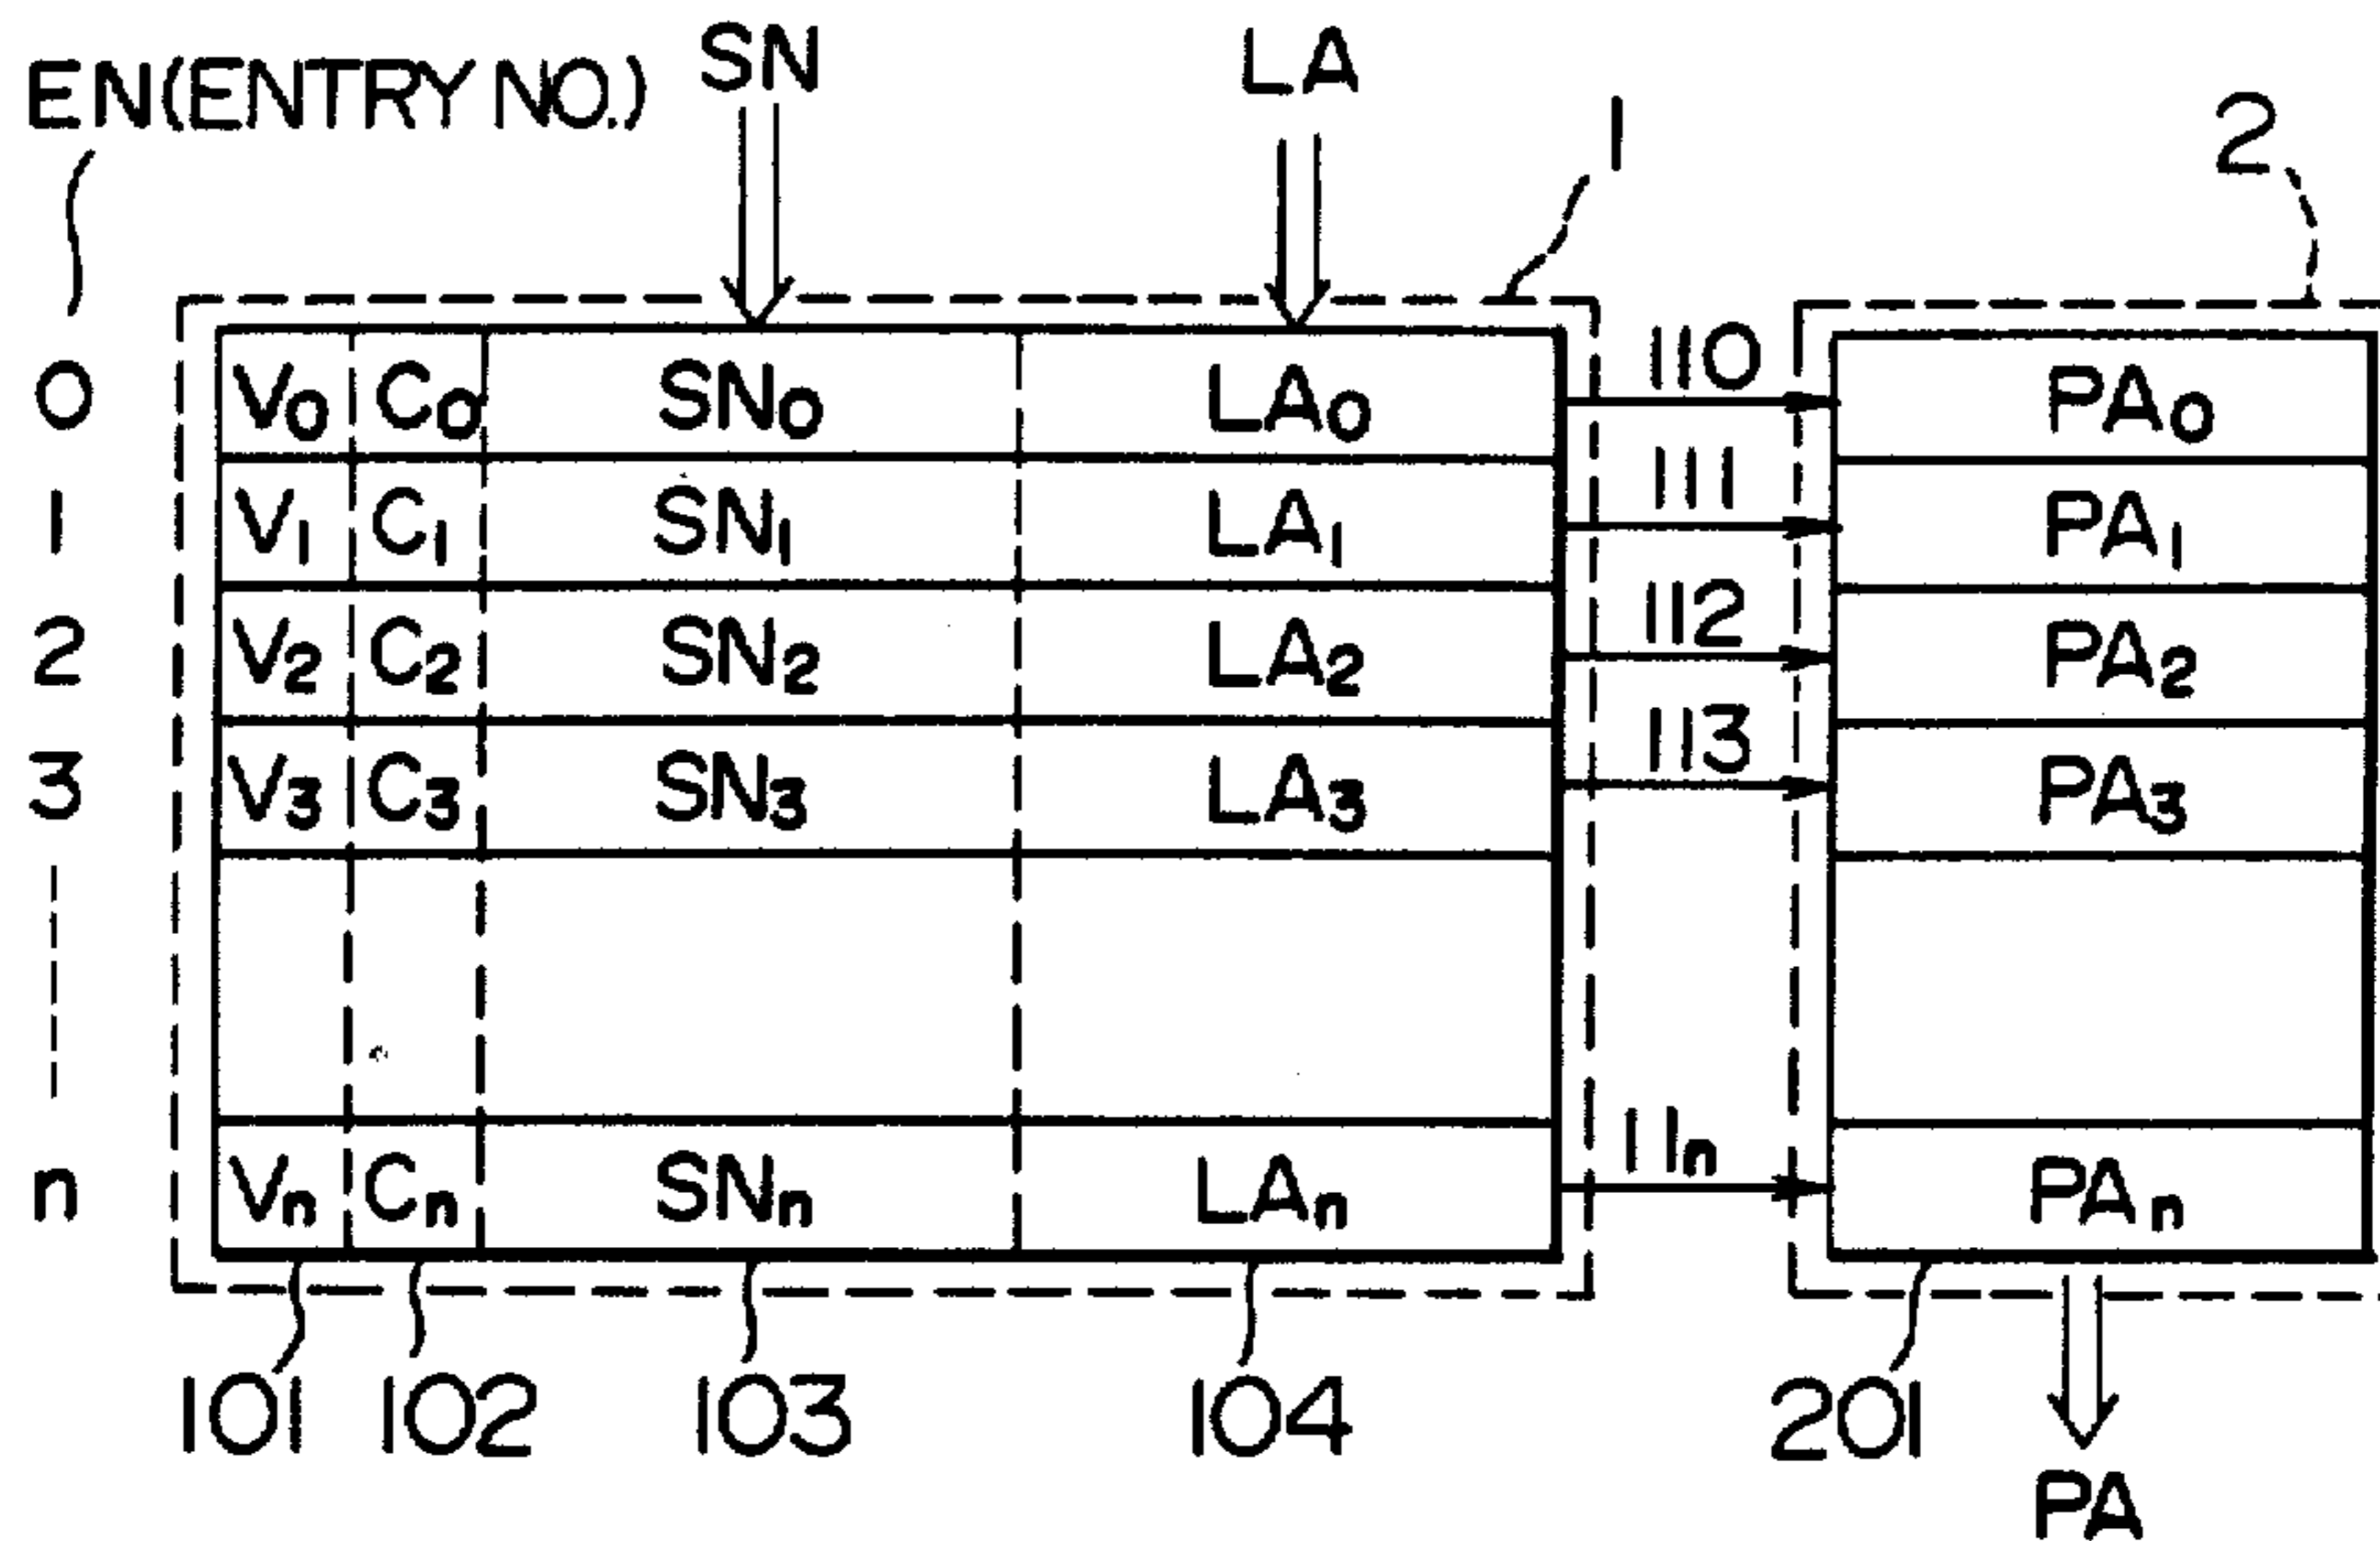 EN(ENTRY NO.) SN LA 1 2
0 V0 C0 SN0 LA0 110 PA0
1 V1 C1 SN1 LA1 111 PA1
2 V2 C2 SN2 LA2 112 PA2
3 V3 C3 SN3 LA3 113 PA3
n Vn Cn SNn LAn 11n PAn
101 102 103 104 201
PA